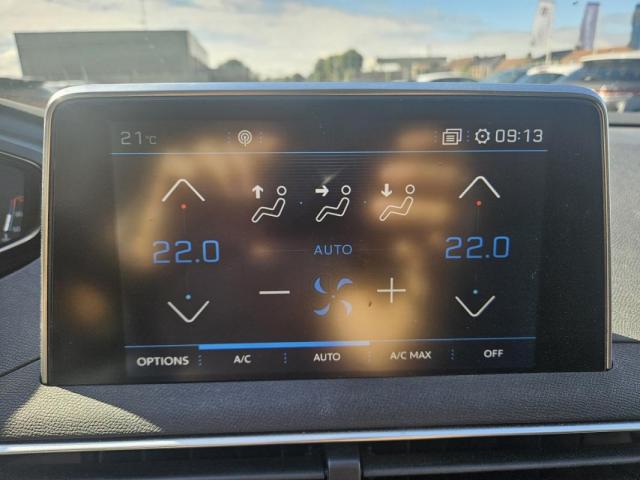 21°C 09:13
22.0 AUTO 22.0
OPTIONS A/C AUTO A/C MAX OFF